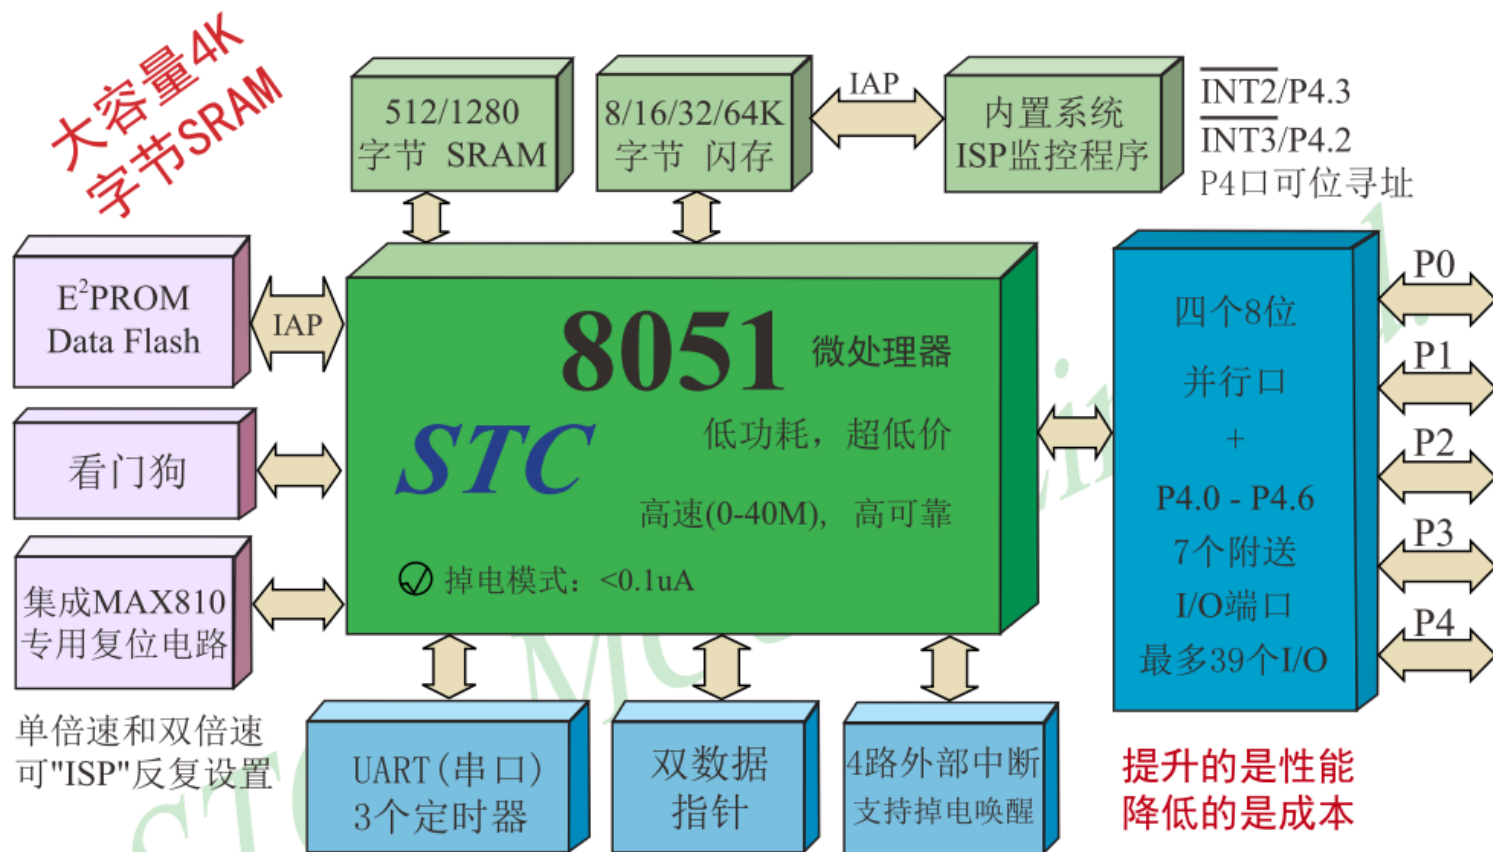 大容量4K
字节SRAM
512/1280
字节 SRAM
8/16/32/64K
字节 闪存
IAP
内置系统
ISP监控程序
INT2/P4.3
INT3/P4.2
P4口可位寻址
E²PROM
Data Flash
IAP
看门狗
集成MAX810
专用复位电路
单倍速和双倍速
可"ISP"反复设置
8051 微处理器
STC
低功耗，超低价
高速(0-40M)，高可靠
掉电模式：<0.1uA
四个8位
并行口
+
P4.0 - P4.6
7个附送
I/O端口
最多39个I/O
P0
P1
P2
P3
P4
UART(串口)
3个定时器
双数据
指针
4路外部中断
支持掉电唤醒
提升的是性能
降低的是成本